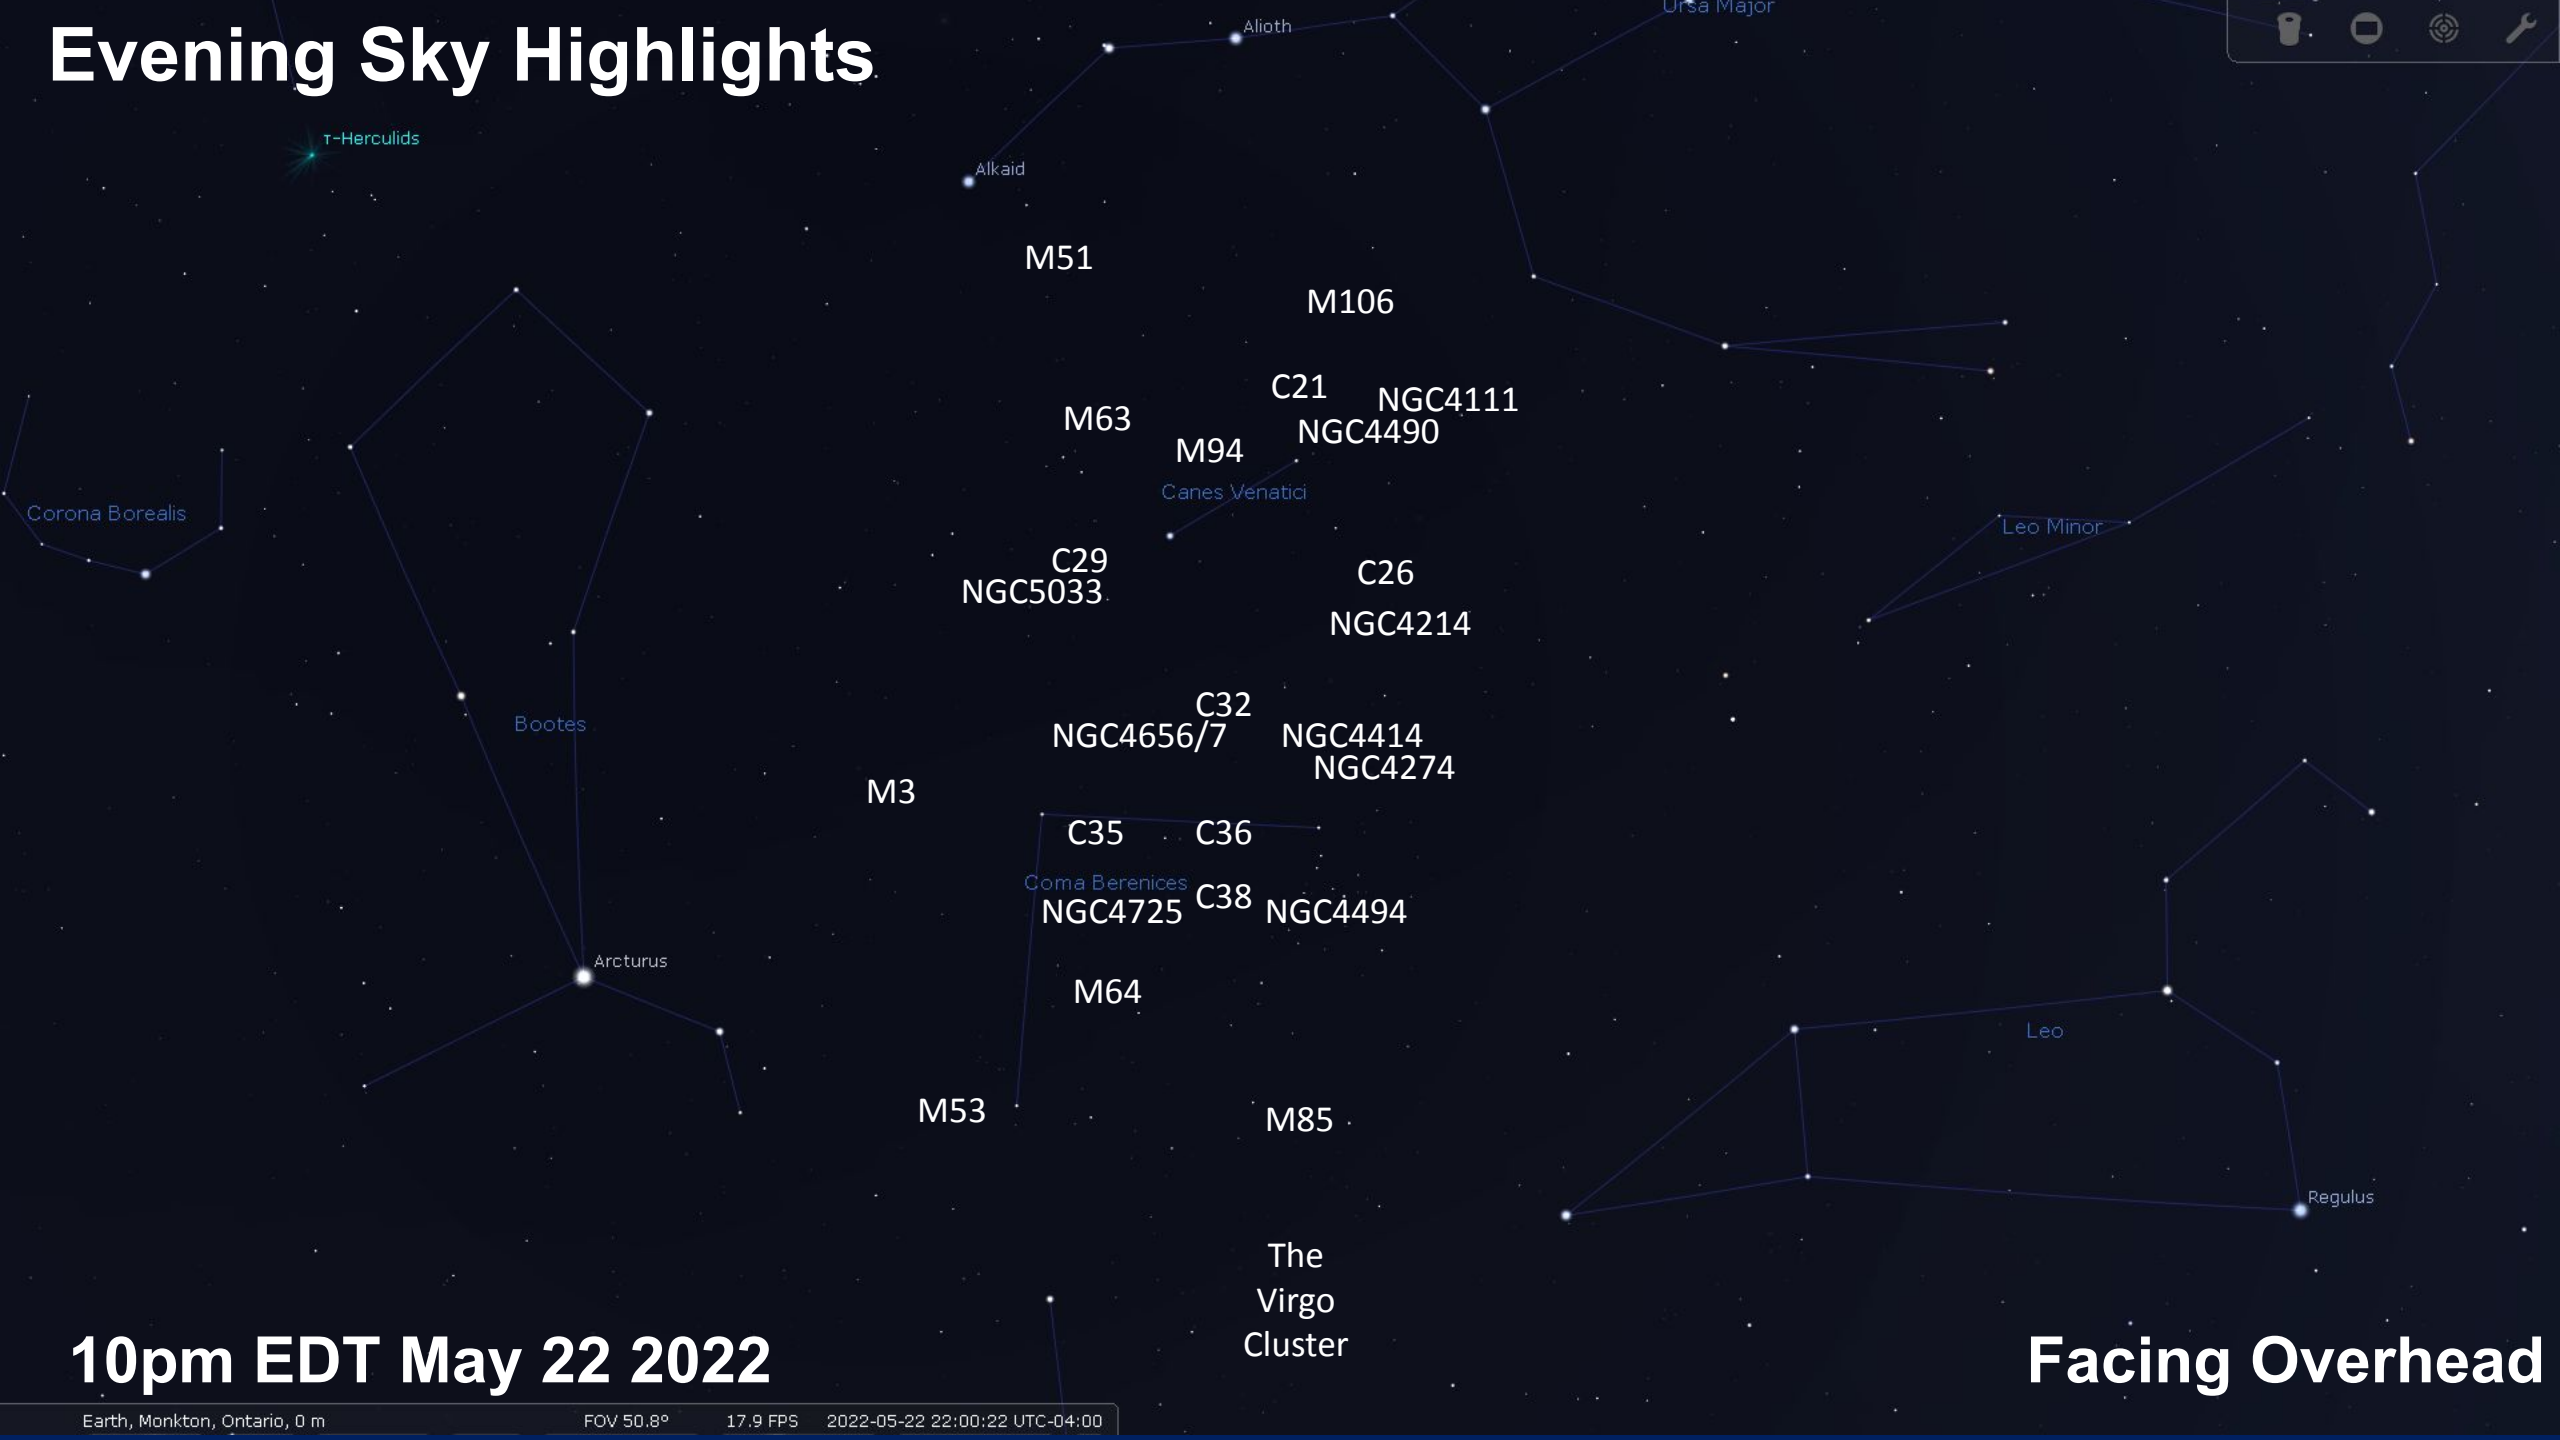 Ursa Major
Alioth
Evening Sky Highlights
τ-Herculids
Alkaid
M51
M106
C21
NGC4111
M63
NGC4490
M94
Canes Venatici
Corona Borealis
Leo Minor
C29
C26
NGC5033
NGC4214
C32
Bootes
NGC4656/7
NGC4414
NGC4274
M3
C35
C36
Coma Berenices
C38
NGC4725
NGC4494
Arcturus
M64
Leo
M53
M85
Regulus
The
Virgo
Cluster
10pm EDT May 22 2022
Facing Overhead
Earth, Monkton, Ontario, 0 m
FOV 50.8°
17.9 FPS
2022-05-22 22:00:22 UTC-04:00